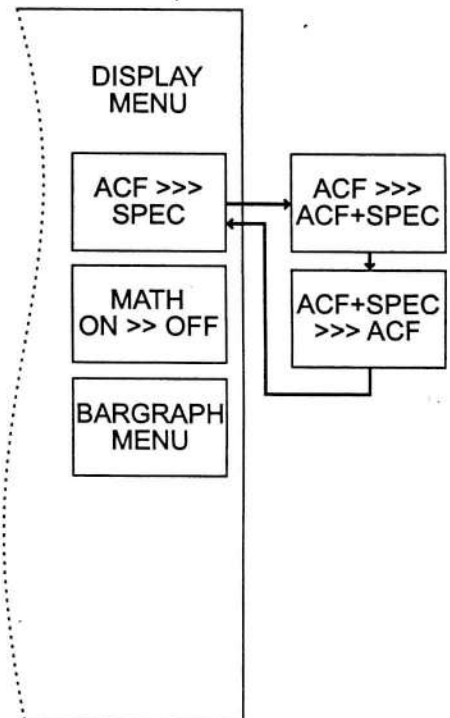 DISPLAY
MENU
ACF >>>
SPEC
ACF >>>
ACF+SPEC
MATH
ON >> OFF
ACF+SPEC
>>> ACF
BARGRAPH
MENU